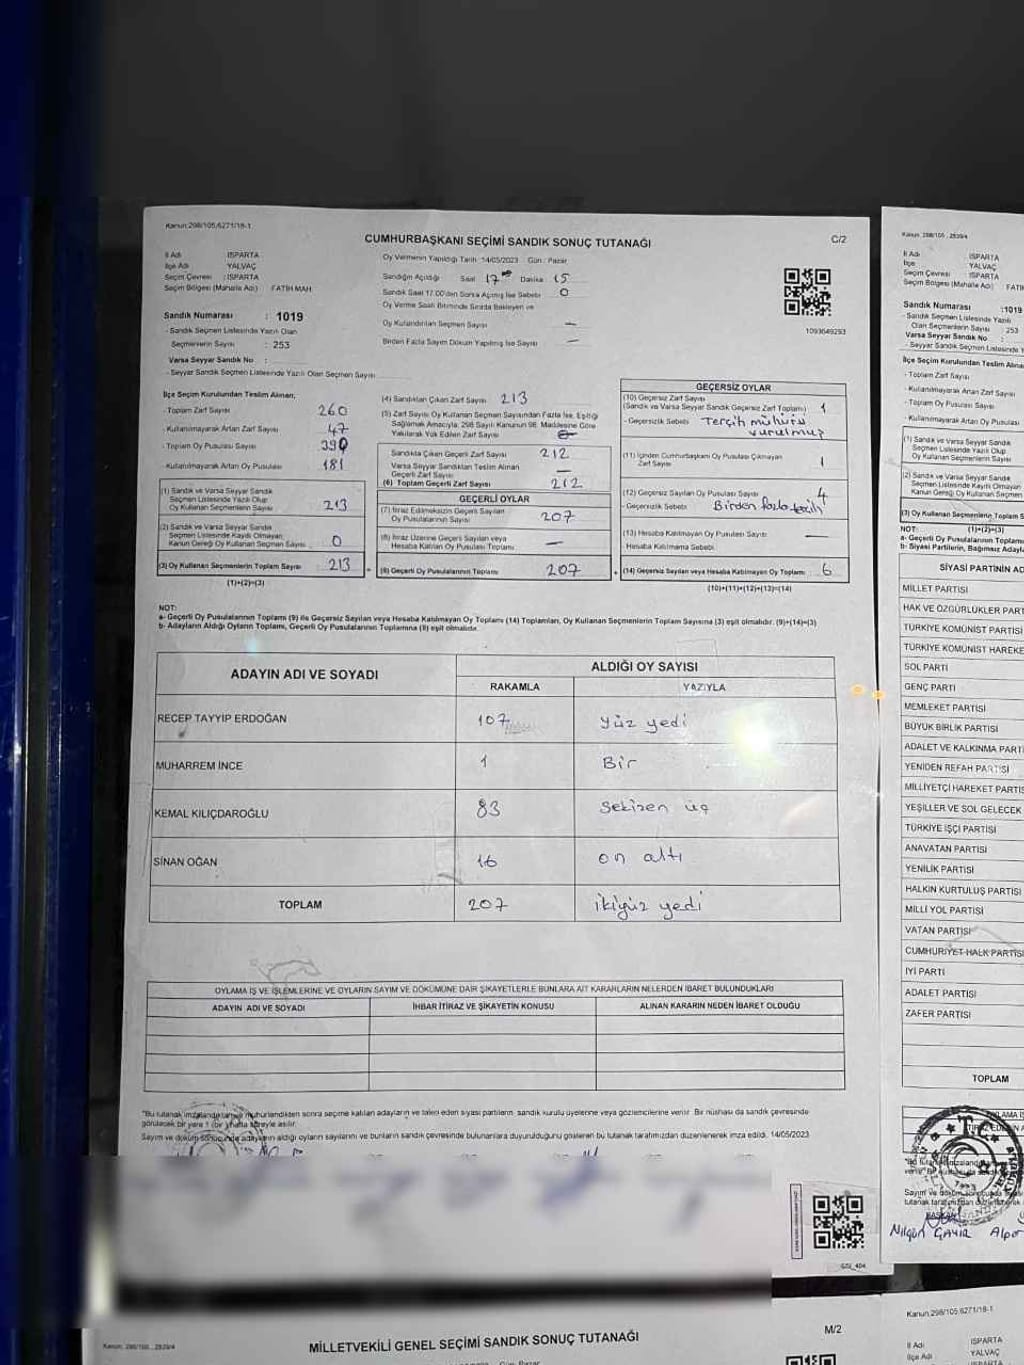 Kanun:298/105,6271/18-1
CUMHURBAŞKANI SEÇİMİ SANDIK SONUÇ TUTANAĞI
C/2
İl Adı ISPARTA
İlçe Adı YALVAÇ
Seçim Çevresi : ISPARTA
Seçim Bölgesi (Mahalle Adı) FATİH MAH.
Sandık Numarası : 1019
- Sandık Seçmen Listesinde Yazılı Olan
Seçmenlerin Sayısı : 253
Varsa Seyyar Sandık No :
- Seyyar Sandık Seçmen Listesinde Yazılı Olan Seçmen Sayısı
Oy Vermenin Yapıldığı Tarih :14/05/2023 Gün : Pazar
Sandığın Açıldığı Saat 17 Dakika 15
Sandık Saat 17.00'den Sonra Açılmış İse Sebebi 0
Oy Verme Saati Bitiminde Sırada Bekleyen ve
Oy Kullandırılan Seçmen Sayısı —
Birden Fazla Sayım Döküm Yapılmış İse Sayısı —
1093649293
İlçe Seçim Kurulundan Teslim Alınan;
- Toplam Zarf Sayısı 260
- Kullanılmayarak Artan Zarf Sayısı 47
- Toplam Oy Pusulası Sayısı
- Kullanılmayarak Artan Oy Pusulası 181
(1) Sandık ve Varsa Seyyar Sandık
Seçmen Listesinde Yazılı Olup
Oy Kullanan Seçmenlerin Sayısı 213
(2) Sandık ve Varsa Seyyar Sandık
Seçmen Listesinde Kayıtlı Olmayan,
Kanun Gereği Oy Kullanan Seçmen Sayısı 0
(3) Oy Kullanan Seçmenlerin Toplam Sayısı 213
(1)+(2)=(3)
(4) Sandıktan Çıkan Zarf Sayısı 213
(5) Zarf Sayısı Oy Kullanan Seçmen Sayısından Fazla İse, Eşitliği
Sağlamak Amacıyla, 298 Sayılı Kanunun 98. Maddesine Göre
Yakılarak Yok Edilen Zarf Sayısı
Sandıkta Çıkan Geçerli Zarf Sayısı 212
Varsa Seyyar Sandıktan Teslim Alınan
Geçerli Zarf Sayısı —
(6) Toplam Geçerli Zarf Sayısı 212
GEÇERLİ OYLAR
(7) İtiraz Edilmeksizin Geçerli Sayılan
Oy Pusulalarının Sayısı 207
(8) İtiraz Üzerine Geçerli Sayılan veya
Hesaba Katılan Oy Pusulası Toplamı —
(9) Geçerli Oy Pusulalarının Toplamı 207
GEÇERSİZ OYLAR
(10) Geçersiz Zarf Sayısı
(Sandık ve Varsa Seyyar Sandık Geçersiz Zarf Toplamı) 1
- Geçersizlik Sebebi Tercih mühürü
vurulmuş
(11) İçinden Cumhurbaşkanı Oy Pusulası Çıkmayan
Zarf Sayısı 1
(12) Geçersiz Sayılan Oy Pusulası Sayısı 4
- Geçersizlik Sebebi Birden fazla tercih
(13) Hesaba Katılmayan Oy Pusulası Sayısı —
Hesaba Katılmama Sebebi
(14) Geçersiz Sayılan veya Hesaba Katılmayan Oy Toplamı 6
(10)+(11)+(12)+(13)=(14)
NOT:
a- Geçerli Oy Pusulalarının Toplamı (9) ile Geçersiz Sayılan veya Hesaba Katılmayan Oy Toplamı (14) Toplamları, Oy Kullanan Seçmenlerin Toplam Sayısına (3) eşit olmalıdır. (9)+(14)=(3)
b- Adayların Aldığı Oyların Toplamı, Geçerli Oy Pusulalarının Toplamına (9) eşit olmalıdır.
ADAYIN ADI VE SOYADI ALDIĞI OY SAYISI
RAKAMLA YAZIYLA
RECEP TAYYİP ERDOĞAN 107 Yüz yedi
MUHARREM İNCE 1 Bir
KEMAL KILIÇDAROĞLU 83 Seksen üç
SİNAN OĞAN 16 on altı
TOPLAM 207 ikiyüz yedi
OYLAMA İŞ VE İŞLEMLERİNE VE OYLARIN SAYIM VE DÖKÜMÜNE DAİR ŞİKAYETLERLE BUNLARA AİT KARARLARIN NELERDEN İBARET BULUNDUKLARI
ADAYIN ADI VE SOYADI İHBAR İTİRAZ VE ŞİKAYETİN KONUSU ALINAN KARARIN NEDEN İBARET OLDUĞU
"Bu tutanak imzalandıktan ve mühürlendikten sonra seçime katılan adayların ve talep eden siyasi partilerin, sandık kurulu üyelerine veya gözlemcilerine verilir. Bir nüshası da sandık çevresinde
görülecek bir yere 1 (bir) hafta süreyle asılır.
Sayım ve döküm sonucunda adayların aldığı oyların sayılarını ve bunların sandık çevresinde bulunanlara duyurulduğunu gösteren bu tutanak tarafımızdan düzenlenerek imza edildi. 14/05/2023
Kanun: 298/105, 2839/4
İl Adı ISPARTA
İlçe YALVAÇ
Seçim Çevresi ISPARTA
Seçim Bölgesi (Mahalle Adı) FATİH
Sandık Numarası :1019
- Sandık Seçmen Listesinde Yazılı
Olan Seçmenlerin Sayısı : 253
Varsa Seyyar Sandık No :
- Seyyar Sandık Seçmen Listesinde
İlçe Seçim Kurulundan Teslim
- Toplam Zarf Sayısı
- Kullanılmayarak Artan Zarf Sayısı
- Toplam Oy Pusulası Sayısı
- Kullanılmayarak Artan Oy Pusulası
(1) Sandık ve Varsa Seyyar Sandık
Seçmen Listesinde Yazılı Olup
Oy Kullanan Seçmenlerin Sayısı
(2) Sandık ve Varsa Seyyar Sandık
Seçmen Listesinde Kayıtlı Olmayan
Kanun Gereği Oy Kullanan Seçmen
(3) Oy Kullanan Seçmenlerin Toplam S
NOT: (1)+(2)=(3)
a- Geçerli Oy Pusulalarının Toplamı
b- Siyasi Partilerin, Bağımsız
SİYASİ PARTİNİN AD
MİLLET PARTİSİ
HAK VE ÖZGÜRLÜKLER PART
TÜRKİYE KOMÜNİST PARTİSİ
TÜRKİYE KOMÜNİST HAREKE
SOL PARTİ
GENÇ PARTİ
MEMLEKET PARTİSİ
BÜYÜK BİRLİK PARTİSİ
ADALET VE KALKINMA PARTİ
YENİDEN REFAH PARTİSİ
MİLLİYETÇİ HAREKET PARTİS
YEŞİLLER VE SOL GELECEK
TÜRKİYE İŞÇİ PARTİSİ
ANAVATAN PARTİSİ
YENİLİK PARTİSİ
HALKIN KURTULUŞ PARTİSİ
MİLLİ YOL PARTİSİ
VATAN PARTİSİ
CUMHURİYET HALK PARTİSİ
İYİ PARTİ
ADALET PARTİSİ
ZAFER PARTİSİ
TOPLAM
T.C.
Nilgün ÇAYIR
GSİ_404
Kanun: 298/105, 2839/4
MİLLETVEKİLİ GENEL SEÇİMİ SANDIK SONUÇ TUTANAĞI
M/2
Kanun:298/105,6271/18-1
İl Adı ISPARTA
İlçe Adı YALVAÇ